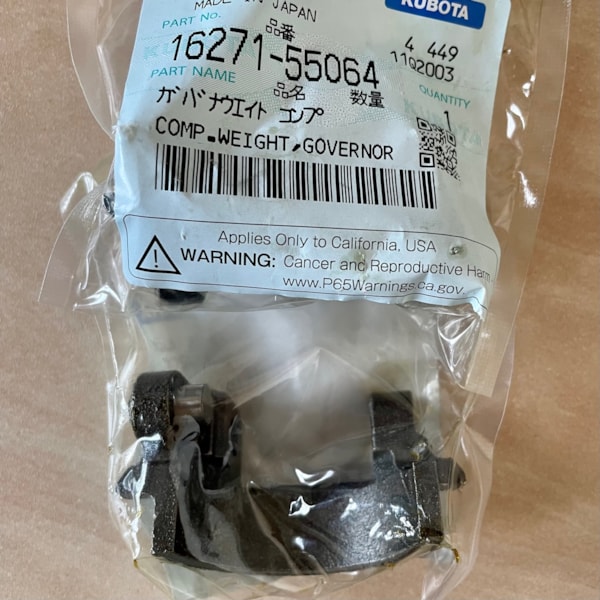 MADE IN JAPAN
KUBOTA
PART No.
品番
16271-55064
4 449
11Q2003
PART NAME
品名
数量
QUANTITY
ガバナウエイト コンプ
1
COMP.WEIGHT,GOVERNOR
Applies Only to California, USA
WARNING: Cancer and Reproductive Harm
www.P65Warnings.ca.gov